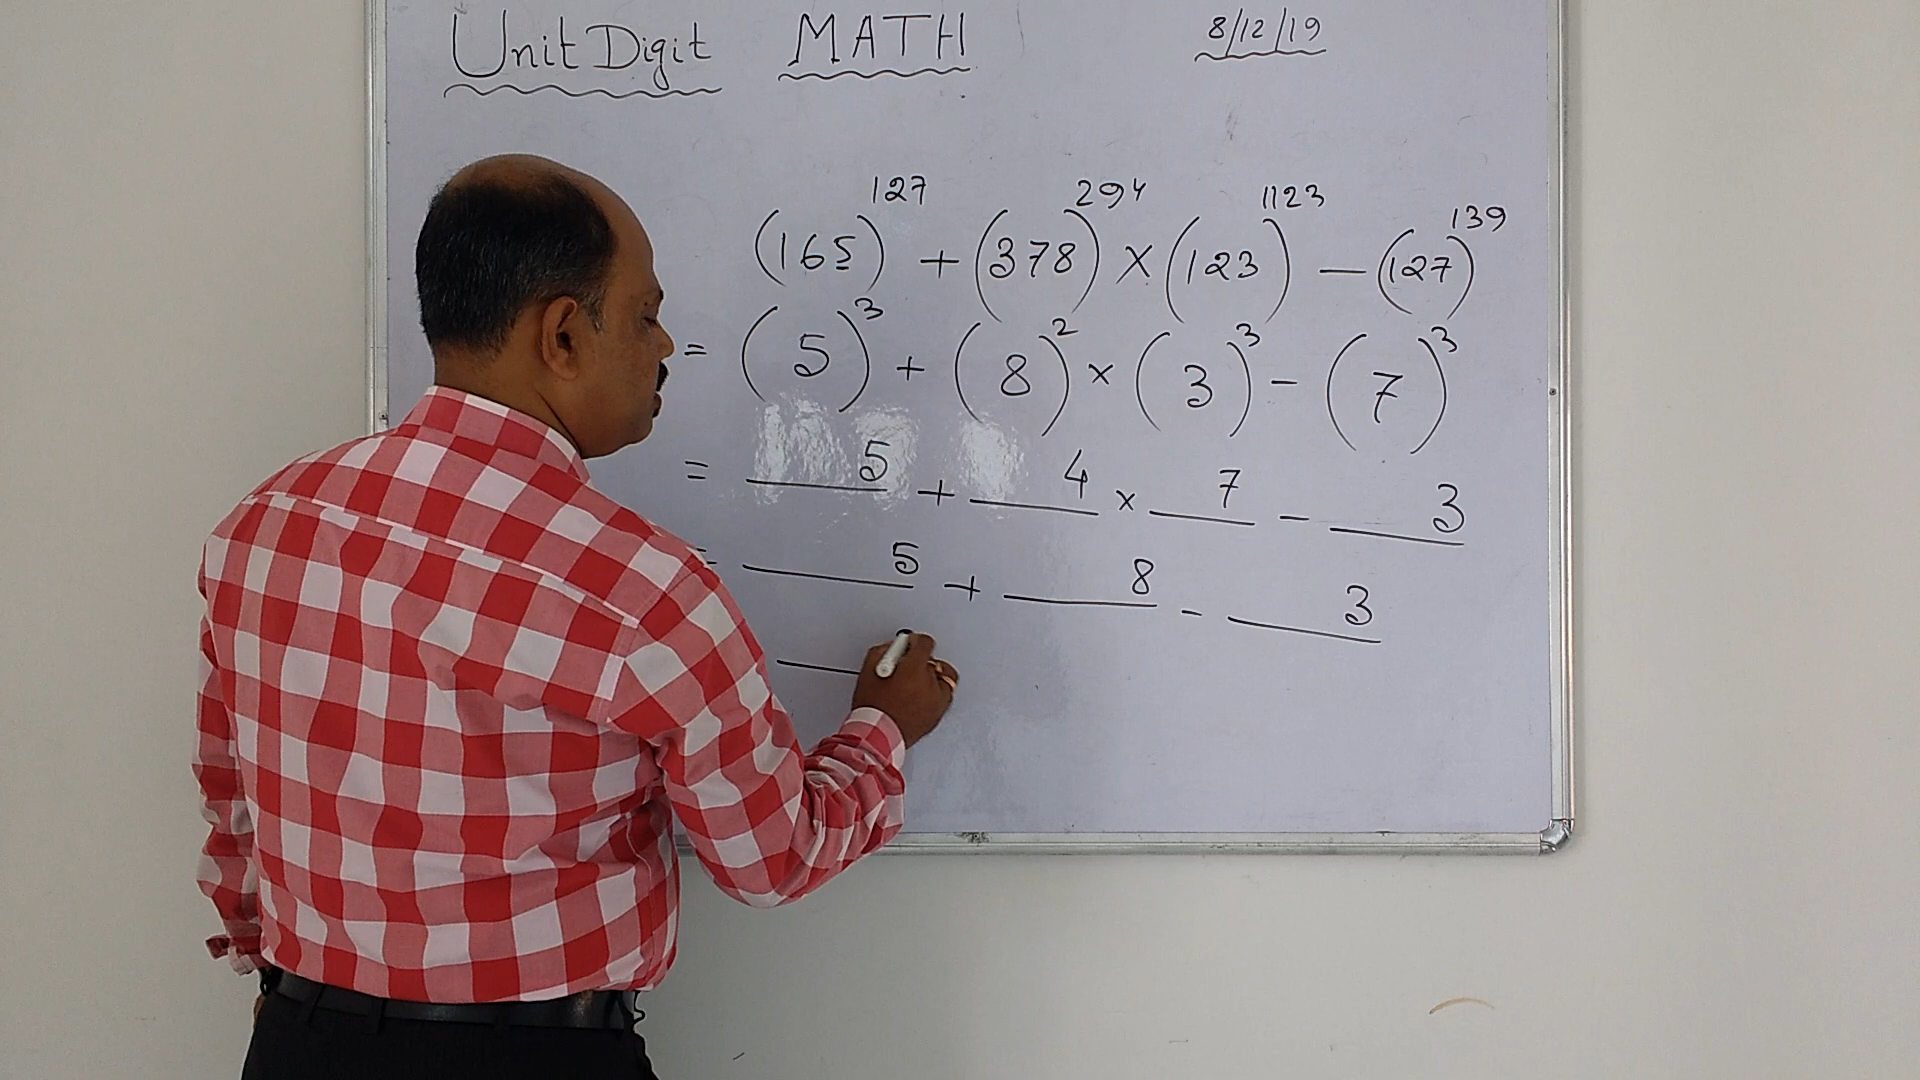 Unit Digit MATH 8/12/19
(165)^127 + (378)^294 × (123)^1123 − (127)^139
= (5)^3 + (8)^2 × (3)^3 − (7)^3
= 5 + 4 × 7 − 3
= 5 + 8 − 3